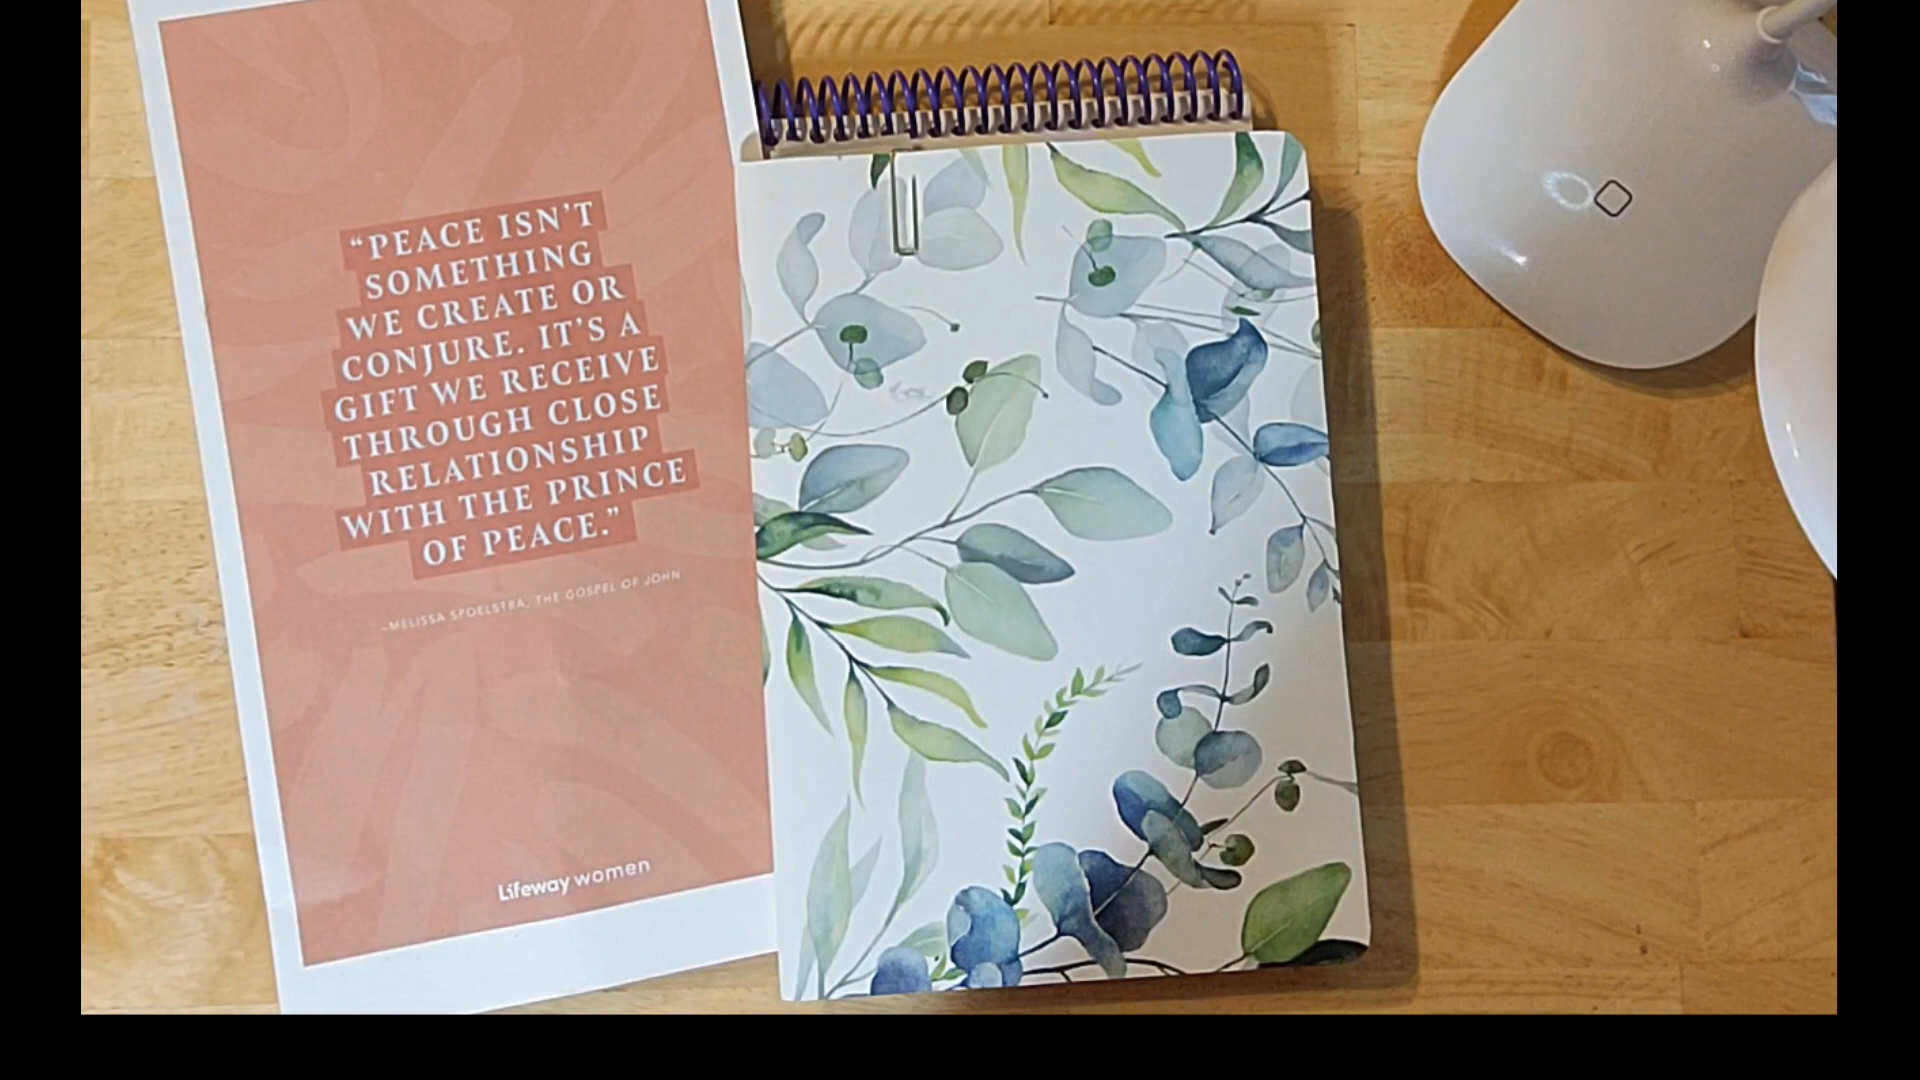 “PEACE ISN’T
SOMETHING
WE CREATE OR
CONJURE. IT’S A
GIFT WE RECEIVE
THROUGH CLOSE
RELATIONSHIP
WITH THE PRINCE
OF PEACE.”
–MELISSA SPOELSTRA, THE GOSPEL OF JOHN
Lifeway women